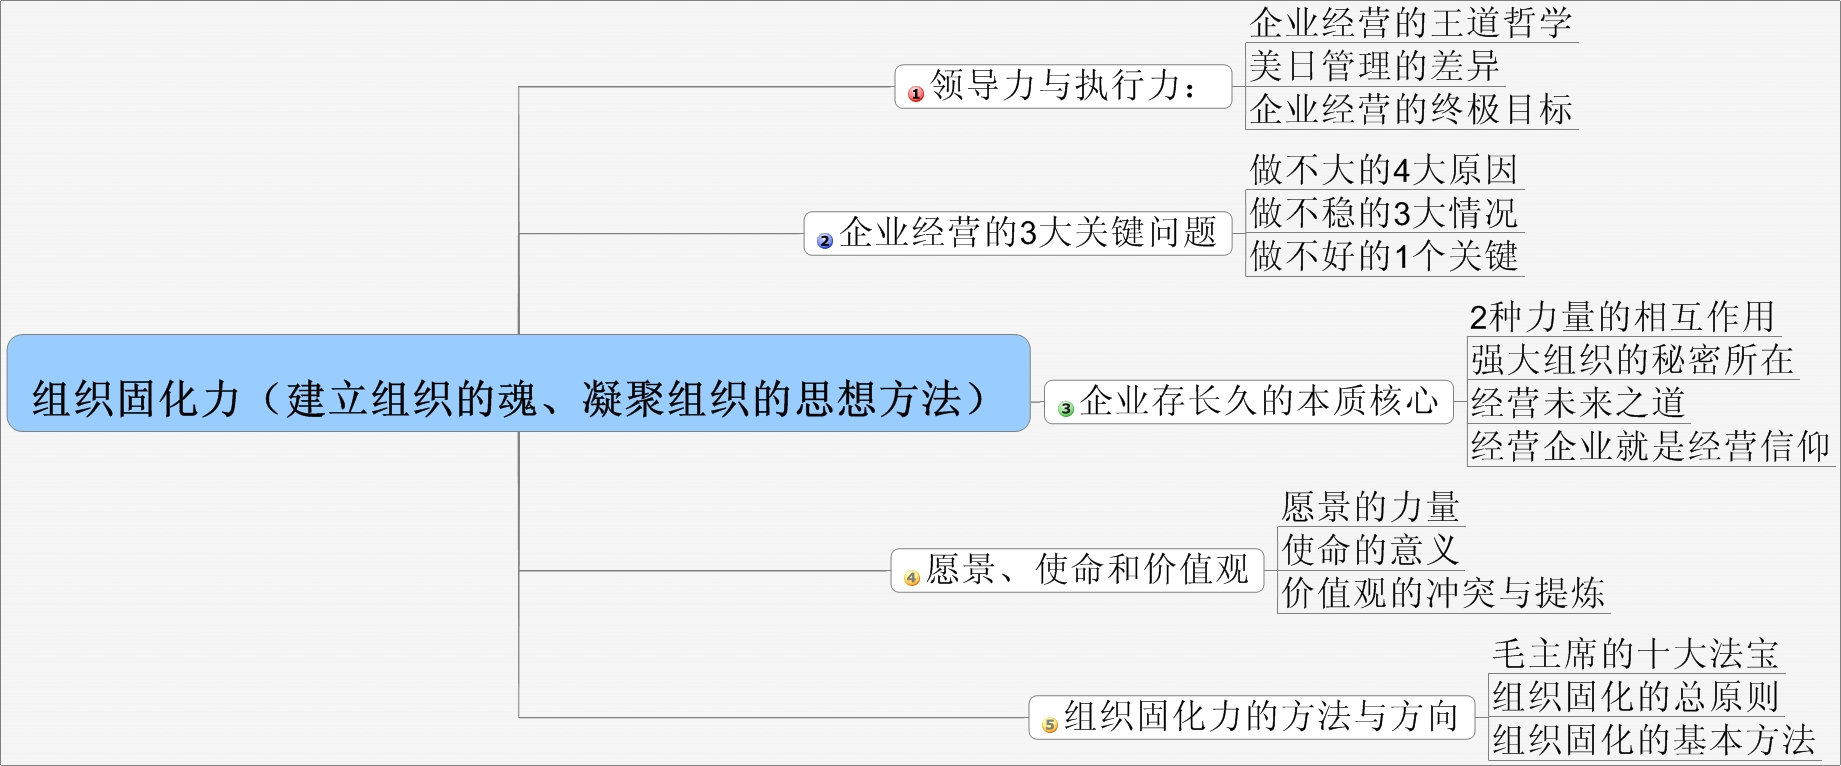 组织固化力（建立组织的魂、凝聚组织的思想方法）
1 领导力与执行力：
企业经营的王道哲学
美日管理的差异
企业经营的终极目标
2 企业经营的3大关键问题
做不大的4大原因
做不稳的3大情况
做不好的1个关键
3 企业存长久的本质核心
2种力量的相互作用
强大组织的秘密所在
经营未来之道
经营企业就是经营信仰
4 愿景、使命和价值观
愿景的力量
使命的意义
价值观的冲突与提炼
5 组织固化力的方法与方向
毛主席的十大法宝
组织固化的总原则
组织固化的基本方法